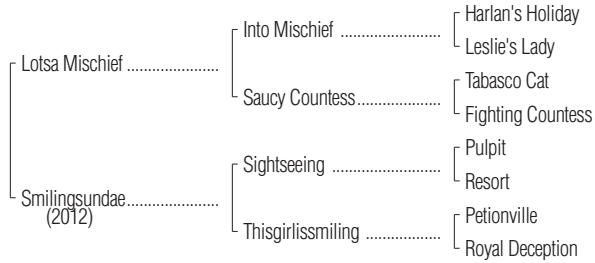 Harlan's Holiday
Into Mischief ....................
Leslie's Lady
Lotsa Mischief ....................
Tabasco Cat
Saucy Countess....................
Fighting Countess
Pulpit
Sightseeing ....................
Resort
Smilingsundae....................
(2012)
Petionville
Thisgirlissmiling ....................
Royal Deception